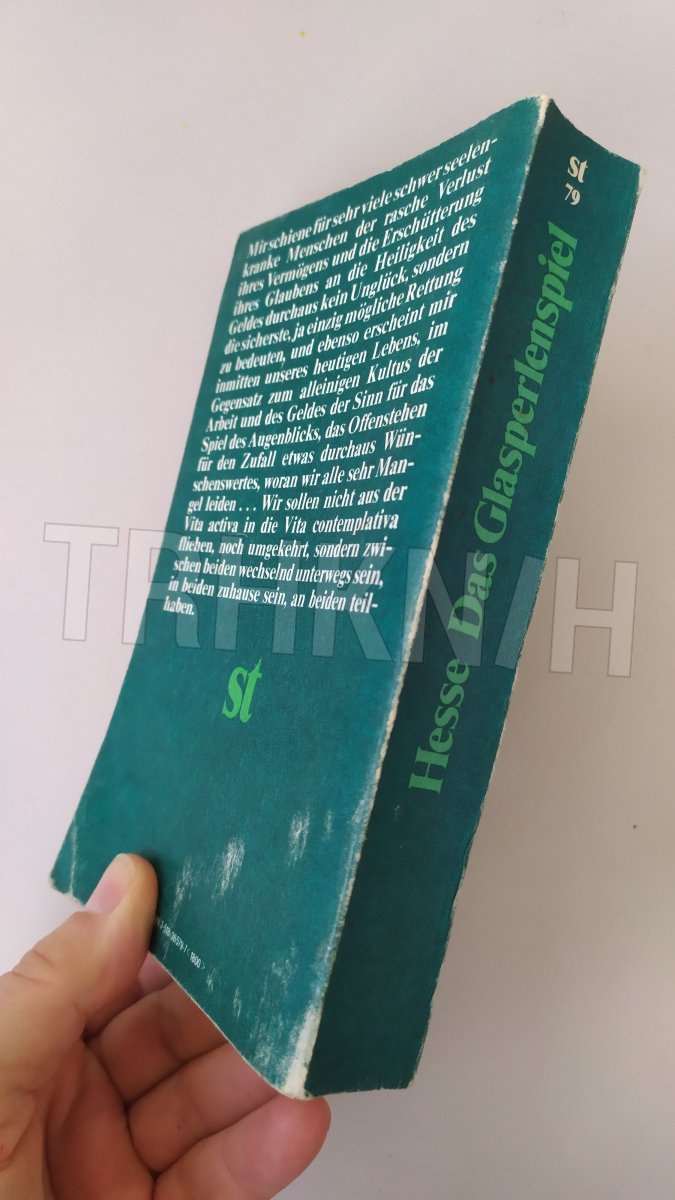 Mir schiene für sehr viele schwer seelen-
kranke Menschen der rasche Verlust
ihres Vermögens und die Erschütterung
ihres Glaubens an die Heiligkeit des
Geldes durchaus kein Unglück, sondern
die sicherste, ja einzig mögliche Rettung
zu bedeuten, und ebenso erscheint mir
inmitten unseres heutigen Lebens, im
Gegensatz zum alleinigen Kultus der
Arbeit und des Geldes der Sinn für das
Spiel des Augenblicks, das Offenstehen
für den Zufall etwas durchaus Wün-
schenswertes, woran wir alle sehr Man-
gel leiden ... Wir sollen nicht aus der
Vita activa in die Vita contemplativa
fliehen, noch umgekehrt, sondern zwi-
schen beiden wechselnd unterwegs sein,
in beiden zuhause sein, an beiden teil-
haben.
st
st
79
Hesse Das Glasperlenspiel